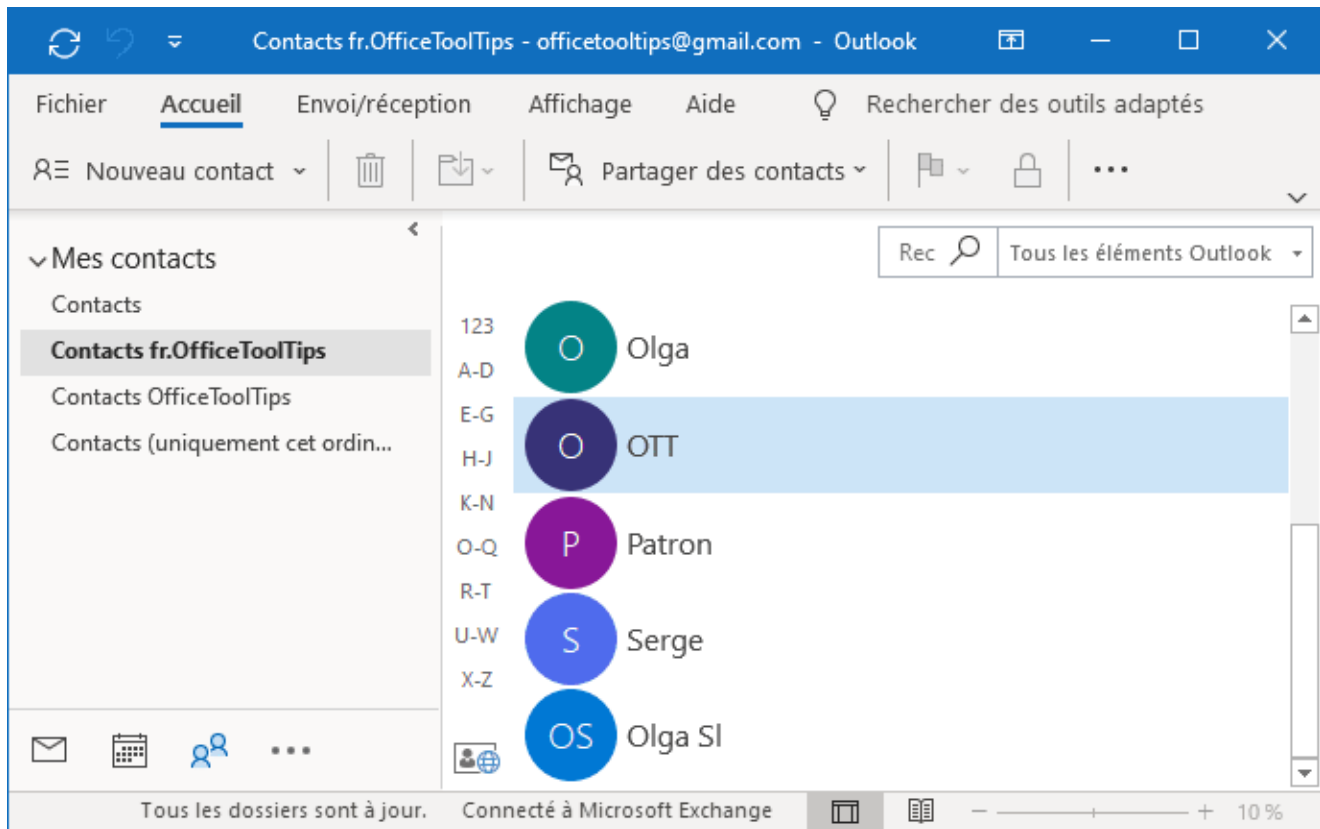 Contacts fr.OfficeToolTips - officetooltips@gmail.com - Outlook
Fichier Accueil Envoi/réception Affichage Aide Rechercher des outils adaptés
Nouveau contact Partager des contacts
Mes contacts
Contacts
Contacts fr.OfficeToolTips
Contacts OfficeToolTips
Contacts (uniquement cet ordin...
Rec Tous les éléments Outlook
123
A-D
E-G
H-J
K-N
O-Q
R-T
U-W
X-Z
O Olga
O OTT
P Patron
S Serge
OS Olga Sl
Tous les dossiers sont à jour. Connecté à Microsoft Exchange 10 %